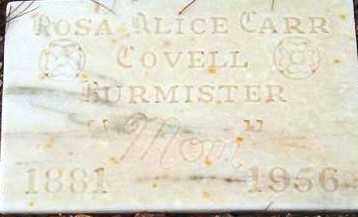 ROSA ALICE CARR
COVELL
BURMISTER
"Mom"
1881 1956